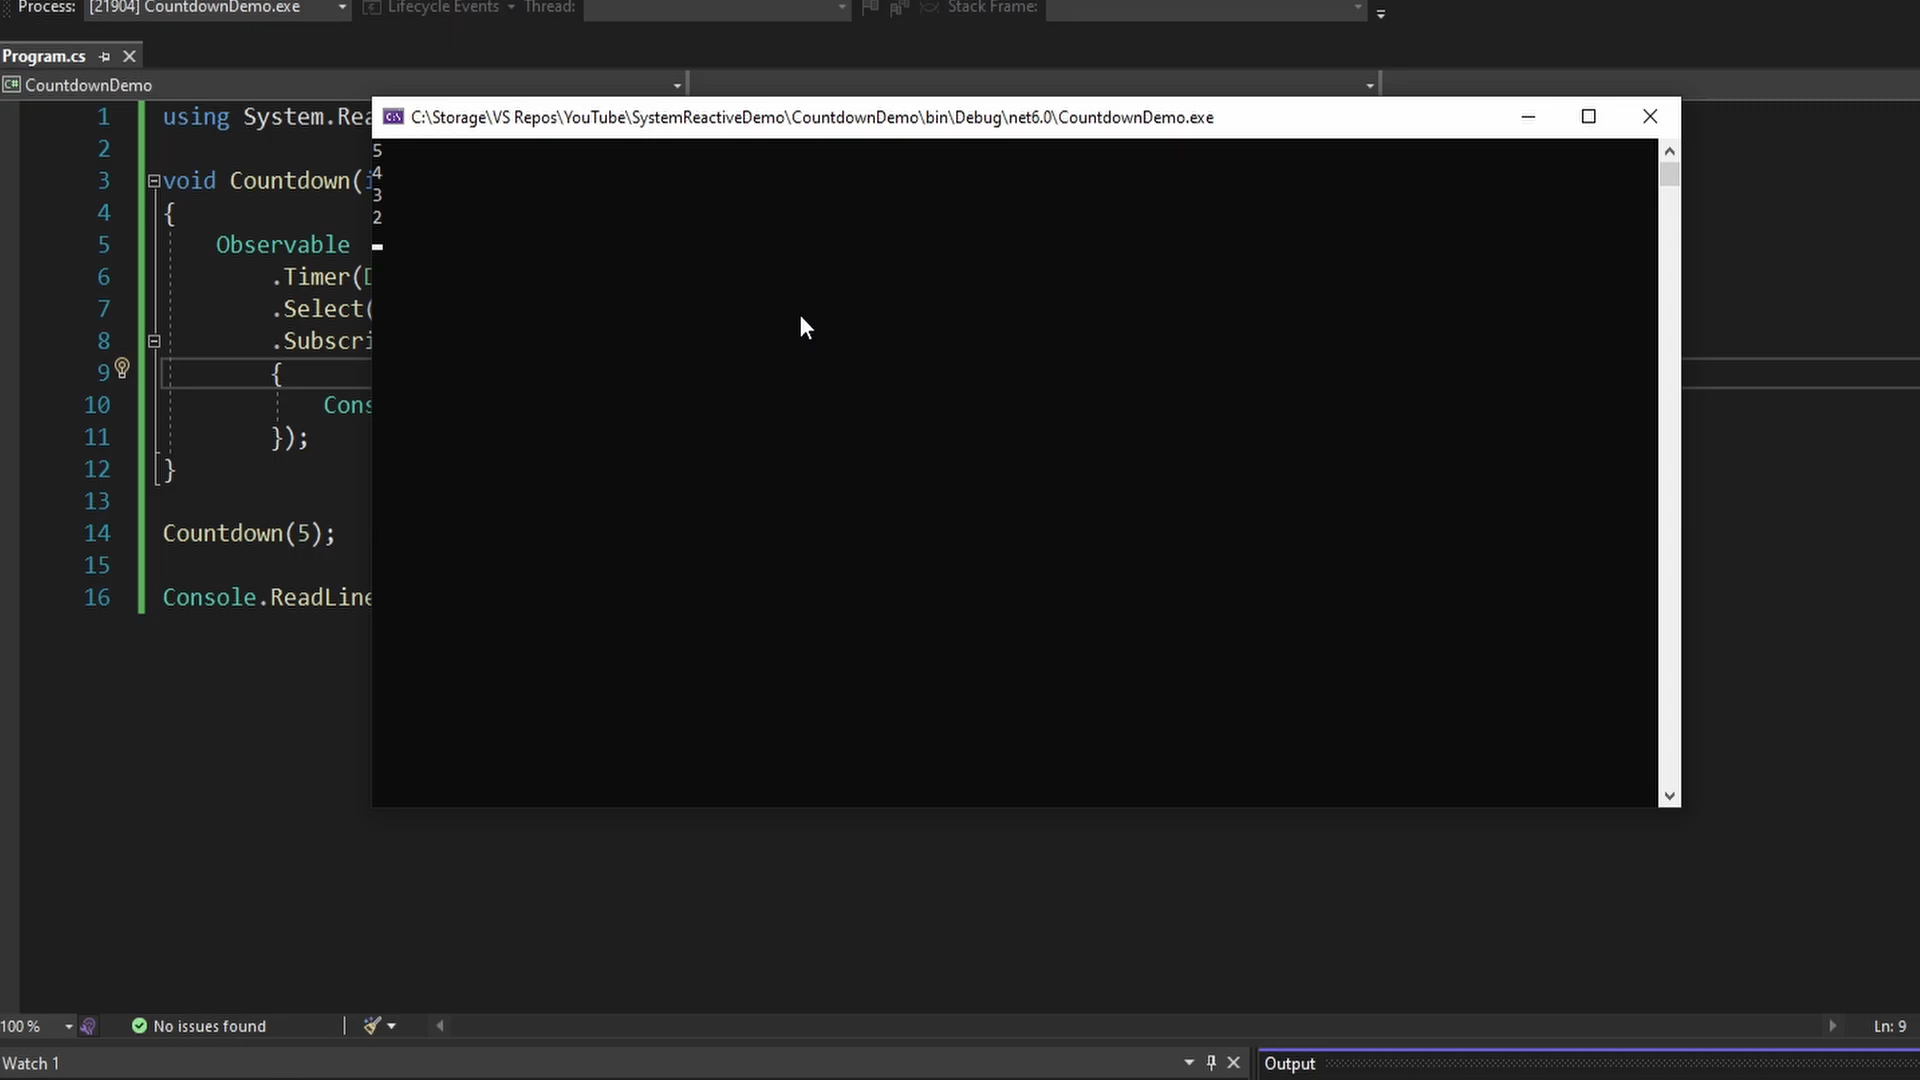 Process: [21904] CountdownDemo.exe Lifecycle Events Thread: Stack Frame:
Program.cs
C# CountdownDemo
C:\Storage\VS Repos\YouTube\SystemReactiveDemo\CountdownDemo\bin\Debug\net6.0\CountdownDemo.exe
5
4
3
2
1 using System.Rea
2
3 void Countdown(i
4 {
5 Observable
6 .Timer(D
7 .Select(
8 .Subscri
9 {
10 Cons
11 });
12 }
13
14 Countdown(5);
15
16 Console.ReadLine
100 % No issues found Ln: 9
Watch 1
Output